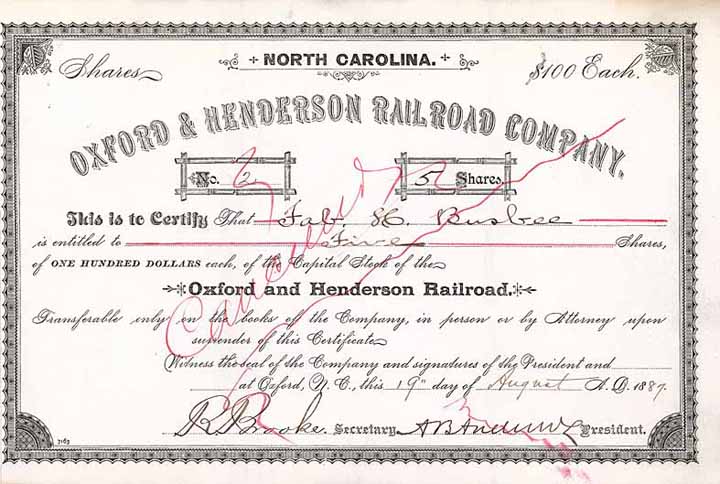 NORTH CAROLINA.
Shares $100 Each.
OXFORD & HENDERSON RAILROAD COMPANY.
No. 2 5 Shares
This is to Certify That Fab H. Busbee
is entitled to Five Shares,
of ONE HUNDRED DOLLARS each, of the Capital Stock of the
Oxford and Henderson Railroad.
Transferable only on the books of the Company, in person or by Attorney upon
surrender of this Certificate
Witness the seal of the Company and signatures of the President and
at Oxford, N.C., this 19" day of August A.D. 1887.
Secretary President.
Cancelled